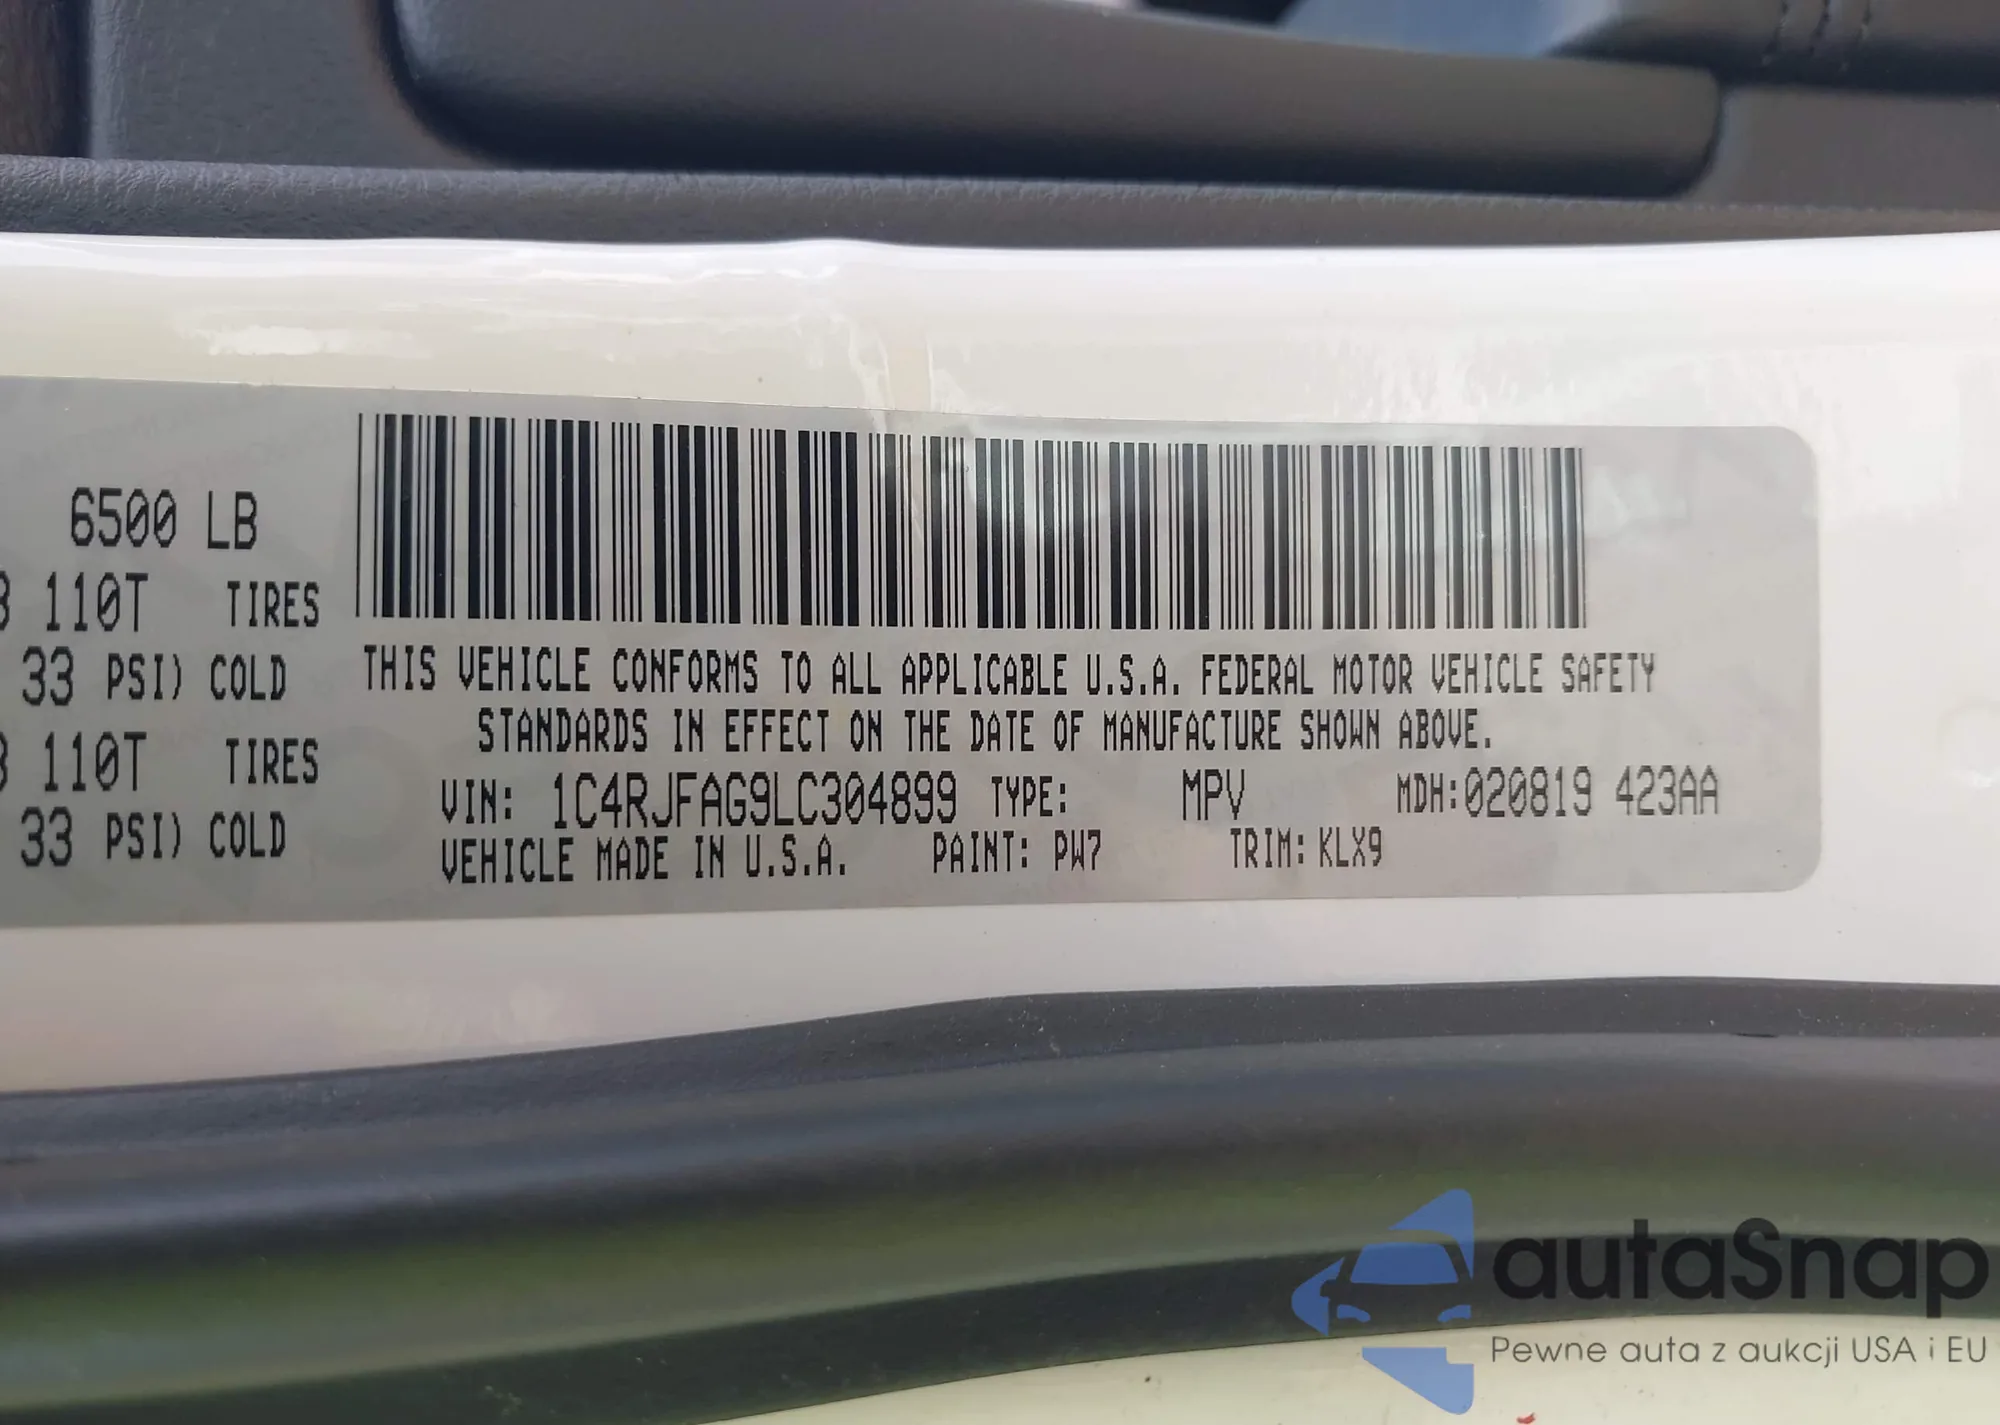 6500 LB
110T TIRES
33 PSI) COLD
110T TIRES
33 PSI) COLD
THIS VEHICLE CONFORMS TO ALL APPLICABLE U.S.A. FEDERAL MOTOR VEHICLE SAFETY
STANDARDS IN EFFECT ON THE DATE OF MANUFACTURE SHOWN ABOVE.
VIN: 1C4RJFAG9LC304899 TYPE: MPV MDH:020819 423AA
VEHICLE MADE IN U.S.A. PAINT: PW7 TRIM: KLX9
autaSnap
Pewne auta z aukcji USA i EU